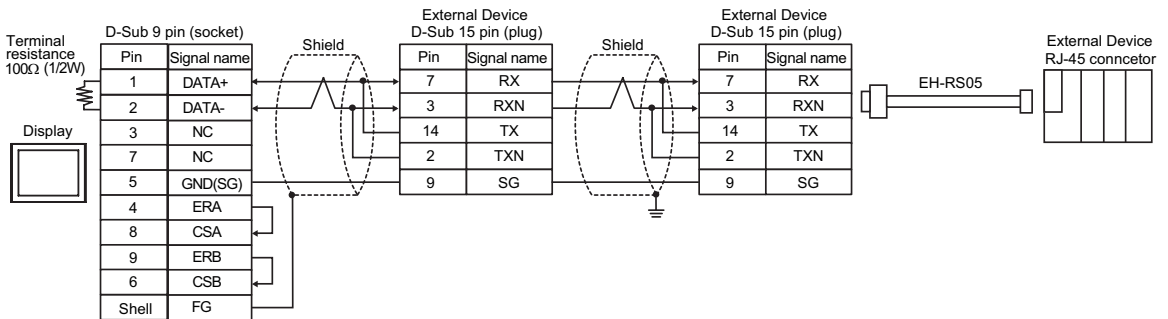 External Device
D-Sub 15 pin (plug)
External Device
D-Sub 15 pin (plug)
D-Sub 9 pin (socket)
Terminal
resistance
100Ω (1/2W)
Shield
Shield
External Device
RJ-45 conncetor
Pin Signal name
1 DATA+
2 DATA-
3 NC
7 NC
5 GND(SG)
4 ERA
8 CSA
9 ERB
6 CSB
Shell FG
Display
Pin Signal name
7 RX
3 RXN
14 TX
2 TXN
9 SG
Pin Signal name
7 RX
3 RXN
14 TX
2 TXN
9 SG
EH-RS05